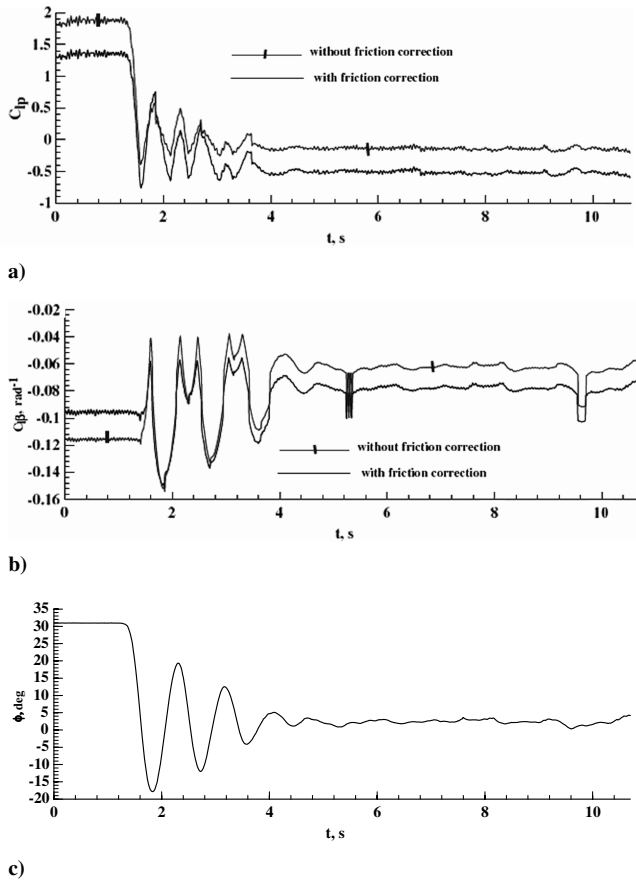 2
1.5
1
0.5
0
-0.5
-1
C_lp
without friction correction
with friction correction
0 2 4 6 8 10
t, s
a)
-0.02
-0.04
-0.06
-0.08
-0.1
-0.12
-0.14
-0.16
C_lβ, rad⁻¹
without friction correction
with friction correction
0 2 4 6 8 10
t, s
b)
35
30
25
20
15
10
5
0
-5
-10
-15
-20
ϕ, deg
0 2 4 6 8 10
t, s
c)